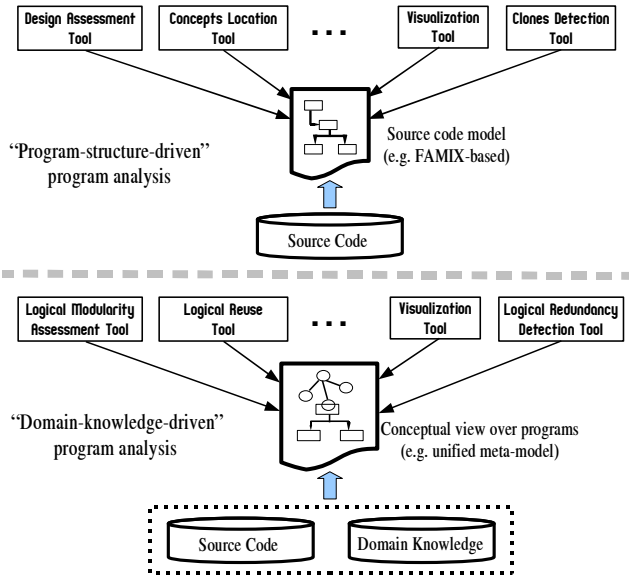 Design Assessment
Tool
Concepts Location
Tool
...
Visualization
Tool
Clones Detection
Tool
“Program-structure-driven”
program analysis
Source code model
(e.g. FAMIX-based)
Source Code
Logical Modularity
Assessment Tool
Logical Reuse
Tool
...
Visualization
Tool
Logical Redundancy
Detection Tool
“Domain-knowledge-driven”
program analysis
Conceptual view over programs
(e.g. unified meta-model)
Source Code
Domain Knowledge